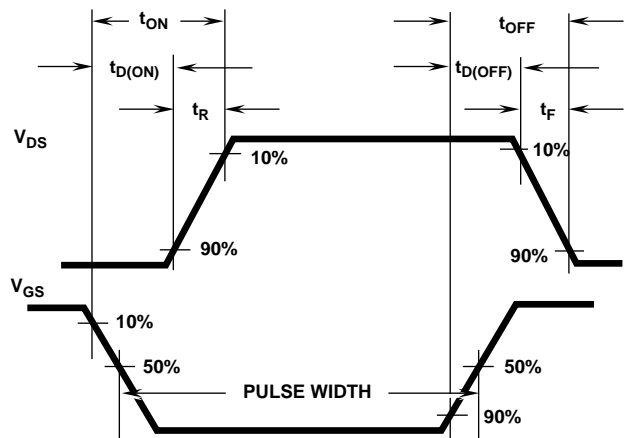 tON
tOFF
tD(ON)
tD(OFF)
tR
tF
VDS
10%
10%
90%
90%
VGS
10%
50%
PULSE WIDTH
50%
90%